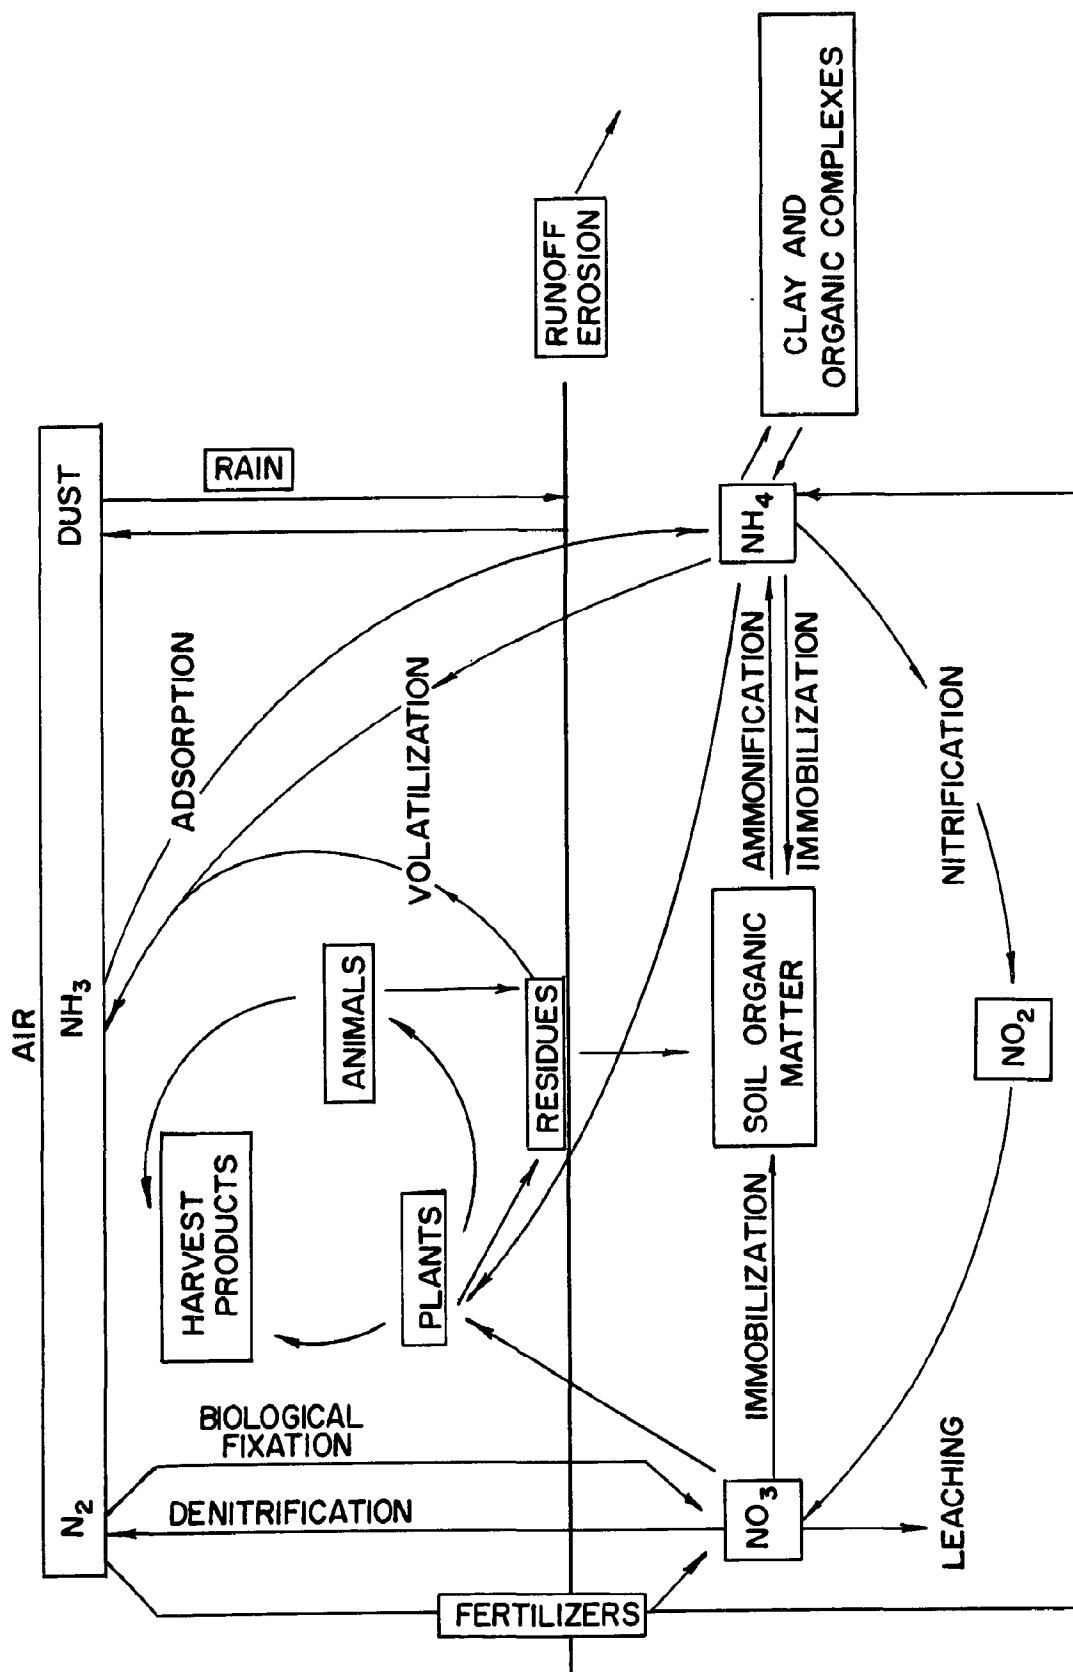 AIR
N₂
NH₃
DUST
BIOLOGICAL
FIXATION
DENITRIFICATION
HARVEST
PRODUCTS
ADSORPTION
RAIN
ANIMALS
PLANTS
VOLATILIZATION
FERTILIZERS
RESIDUES
RUNOFF
EROSION
NO₃
IMMOBILIZATION
SOIL ORGANIC
MATTER
AMMONIFICATION
IMMOBILIZATION
NH₄
CLAY AND
ORGANIC COMPLEXES
LEACHING
NITRIFICATION
NO₂